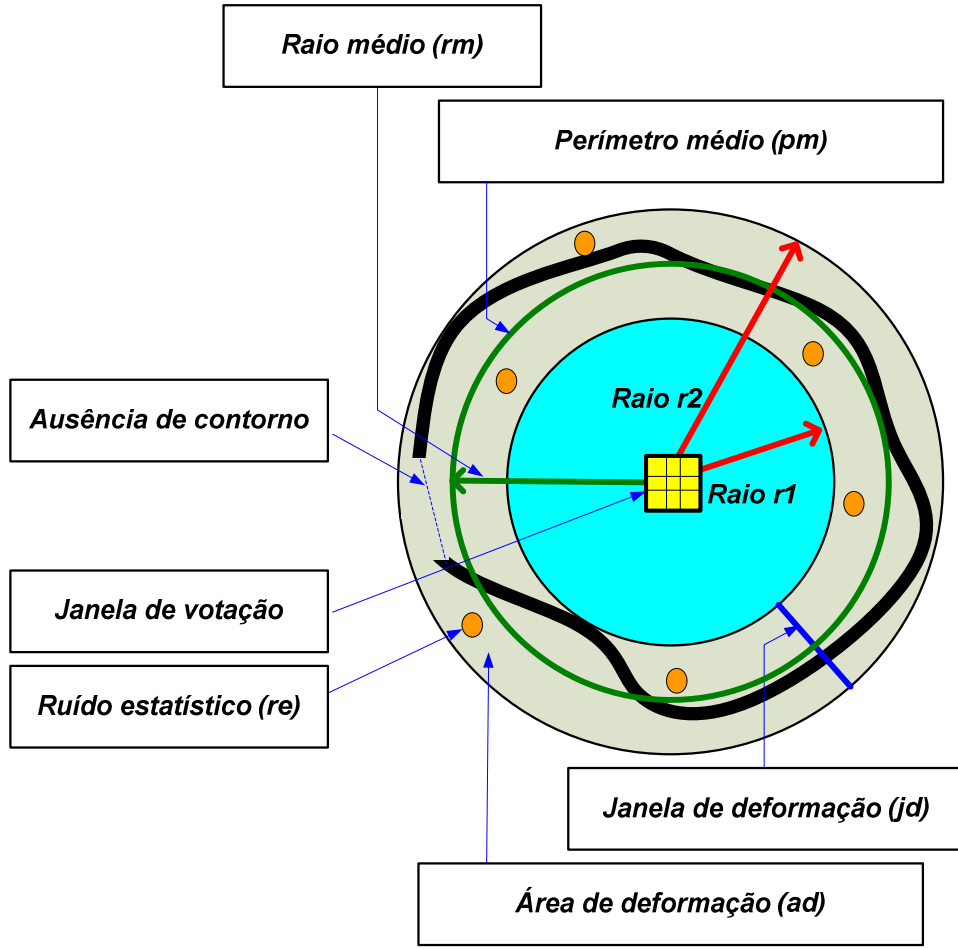 Raio médio (rm)
Perímetro médio (pm)
Raio r2
Ausência de contorno
Raio r1
Janela de votação
Ruído estatístico (re)
Janela de deformação (jd)
Área de deformação (ad)